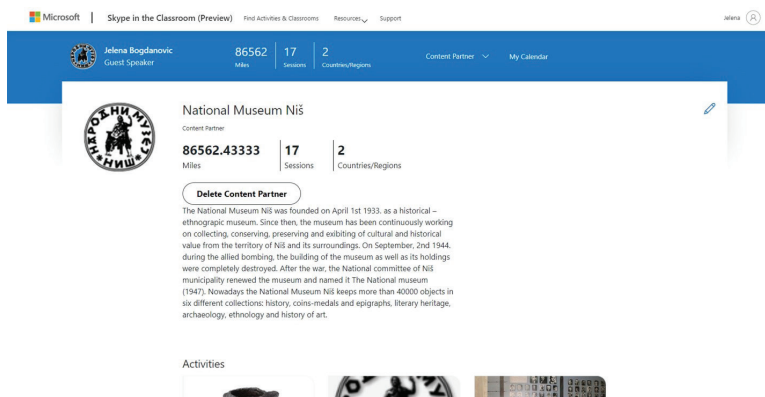 Microsoft
Skype in the Classroom (Preview)
Find Activities & Classrooms
Resources
Support
Jelena
Jelena Bogdanovic
Guest Speaker
86562
Miles
17
Sessions
2
Countries/Regions
Content Partner
My Calendar
НАРОДНИ МУЗЕЈ
НИШ
National Museum Niš
Content Partner
86562.43333
Miles
17
Sessions
2
Countries/Regions
Delete Content Partner
The National Museum Niš was founded on April 1st 1933. as a historical –
ethnograpic museum. Since then, the museum has been continuously working
on collecting, conserving, preserving and exibiting of cultural and historical
value from the territory of Niš and its surroundings. On September, 2nd 1944.
during the allied bombing, the building of the museum as well as its holdings
were completely destroyed. After the war, the National committee of Niš
municipality renewed the museum and named it The National museum
(1947). Nowadays the National Museum Niš keeps more than 40000 objects in
six different collections: history, coins-medals and epigraphs, literary heritage,
archaeology, ethnology and history of art.
Activities